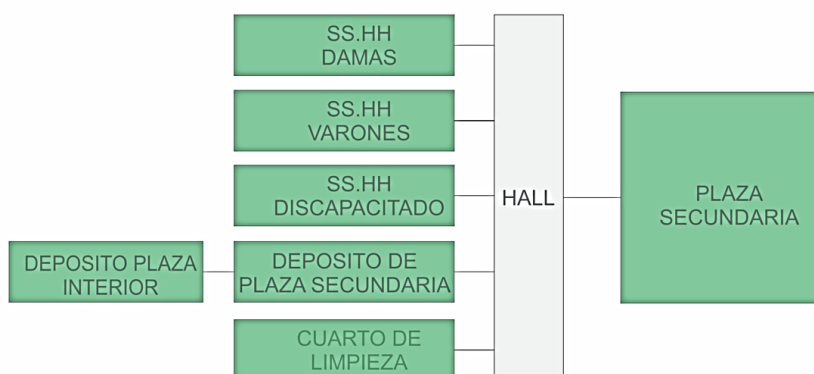 SS.HH
DAMAS
SS.HH
VARONES
SS.HH
DISCAPACITADO
HALL
PLAZA
SECUNDARIA
DEPOSITO PLAZA
INTERIOR
DEPOSITO DE
PLAZA SECUNDARIA
CUARTO DE
LIMPIEZA